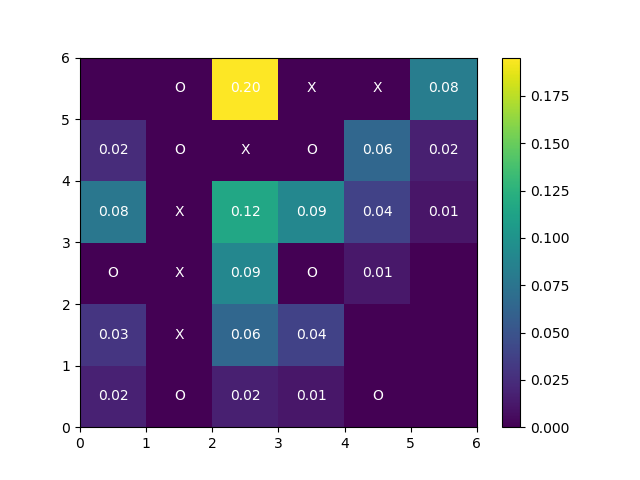 6
O 0.20 X X 0.08
0.175
5
0.150
0.02 O X O 0.06 0.02
0.125
4
0.08 X 0.12 0.09 0.04 0.01
0.100
3
O X 0.09 O 0.01
0.075
2
0.03 X 0.06 0.04
0.050
1
0.02 O 0.02 0.01 O
0.025
0
0.000
0 1 2 3 4 5 6